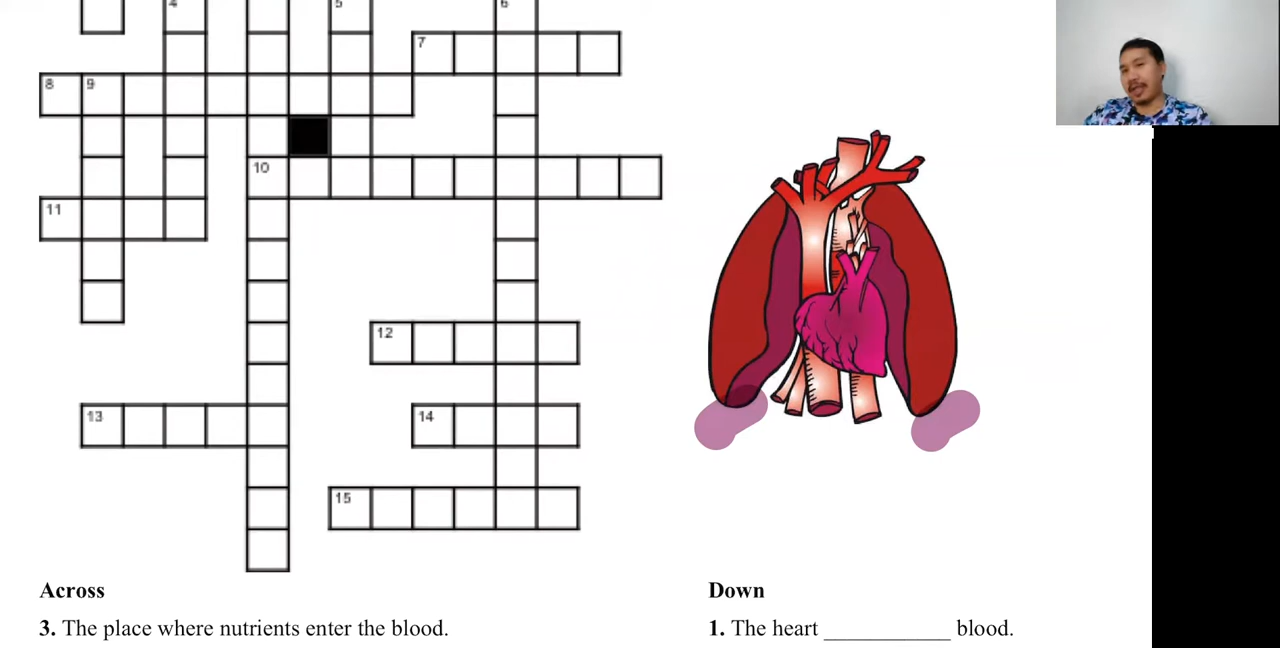 4 5 6
7
8 9
10
11
12
13 14
15
Across Down
3. The place where nutrients enter the blood. 1. The heart ___________ blood.